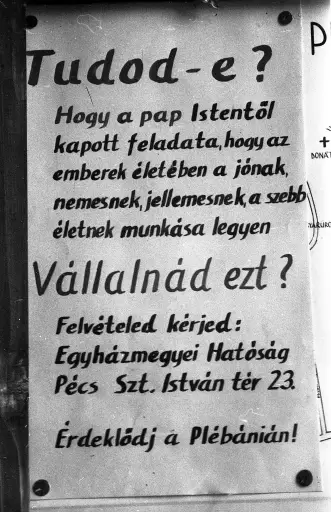 Tudod-e?
Hogy a pap Istentől
kapott feladata, hogy az
emberek életében a jónak,
nemesnek, jellemesnek, a szebb
életnek munkása legyen
Vállalnád ezt?
Felvételed kérjed:
Egyházmegyei Hatóság
Pécs Szt. István tér 23.
Érdeklődj a Plébánián!
P